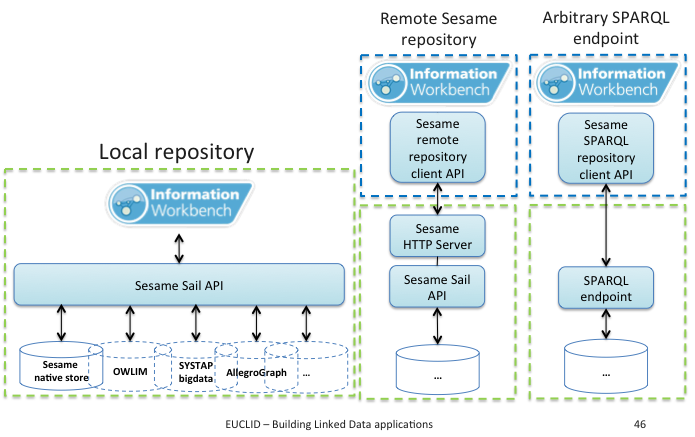 Remote Sesame
repository
Arbitrary SPARQL
endpoint
Information
Workbench
Information
Workbench
Sesame
remote
repository
client API
Sesame
SPARQL
repository
client API
Local repository
Information
Workbench
Sesame
HTTP Server
Sesame Sail API
Sesame Sail
API
SPARQL
endpoint
Sesame
native store
OWLIM
SYSTAP
bigdata
AllegroGraph
...
...
...
EUCLID – Building Linked Data applications
46